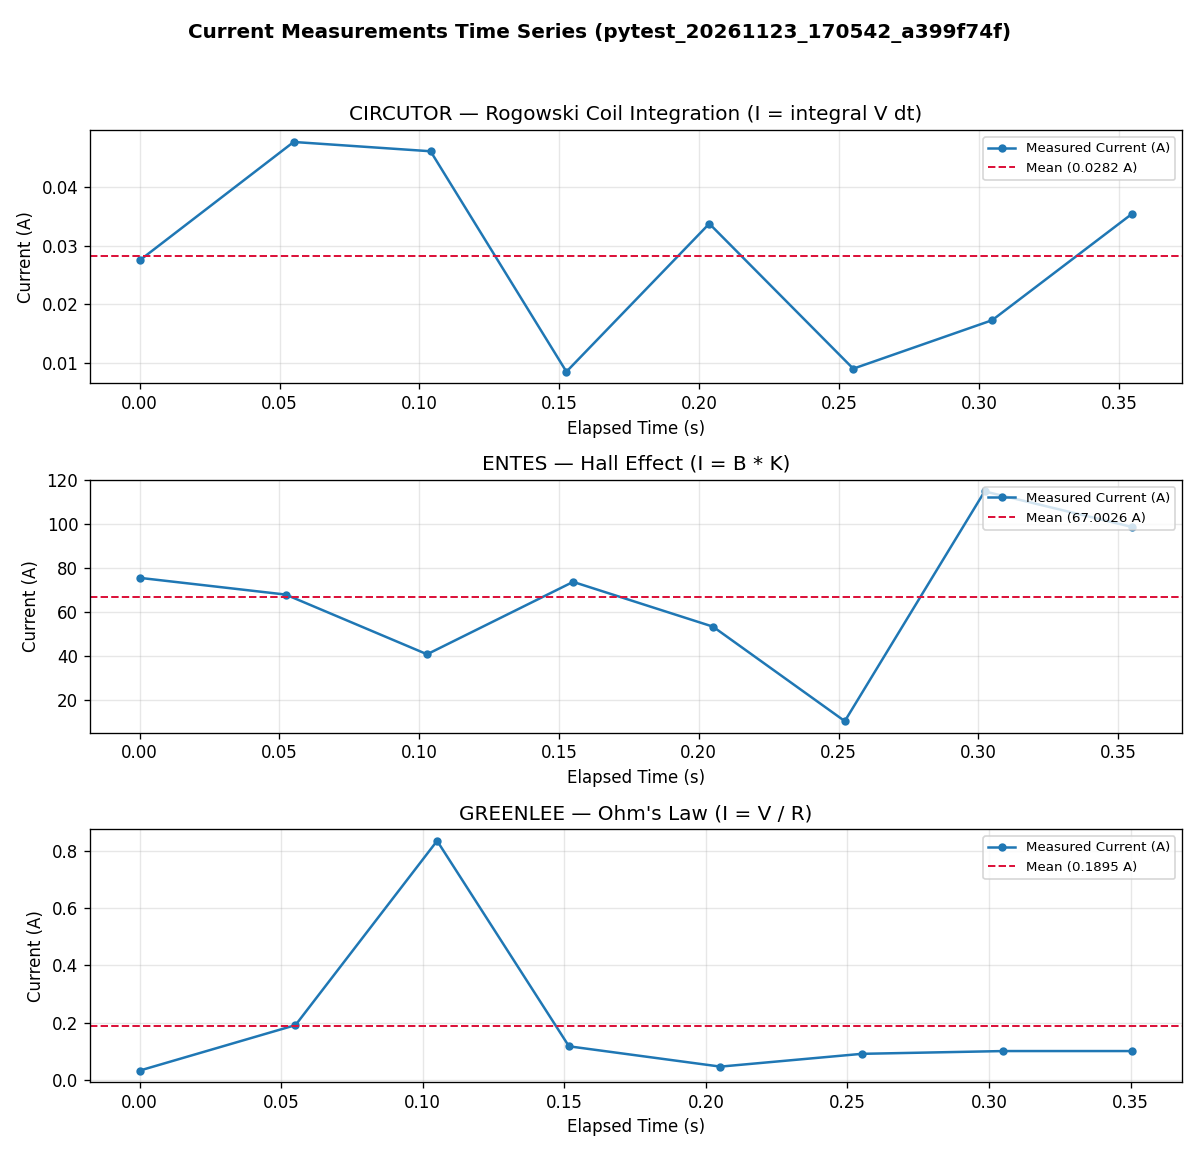 Current Measurements Time Series (pytest_20261123_170542_a399f74f)
CIRCUTOR — Rogowski Coil Integration (I = integral V dt)
Measured Current (A)
Mean (0.0282 A)
Current (A)
0.04
0.03
0.02
0.01
0.00 0.05 0.10 0.15 0.20 0.25 0.30 0.35
Elapsed Time (s)
ENTES — Hall Effect (I = B * K)
Measured Current (A)
Mean (67.0026 A)
Current (A)
120
100
80
60
40
20
0.00 0.05 0.10 0.15 0.20 0.25 0.30 0.35
Elapsed Time (s)
GREENLEE — Ohm's Law (I = V / R)
Measured Current (A)
Mean (0.1895 A)
Current (A)
0.8
0.6
0.4
0.2
0.0
0.00 0.05 0.10 0.15 0.20 0.25 0.30 0.35
Elapsed Time (s)